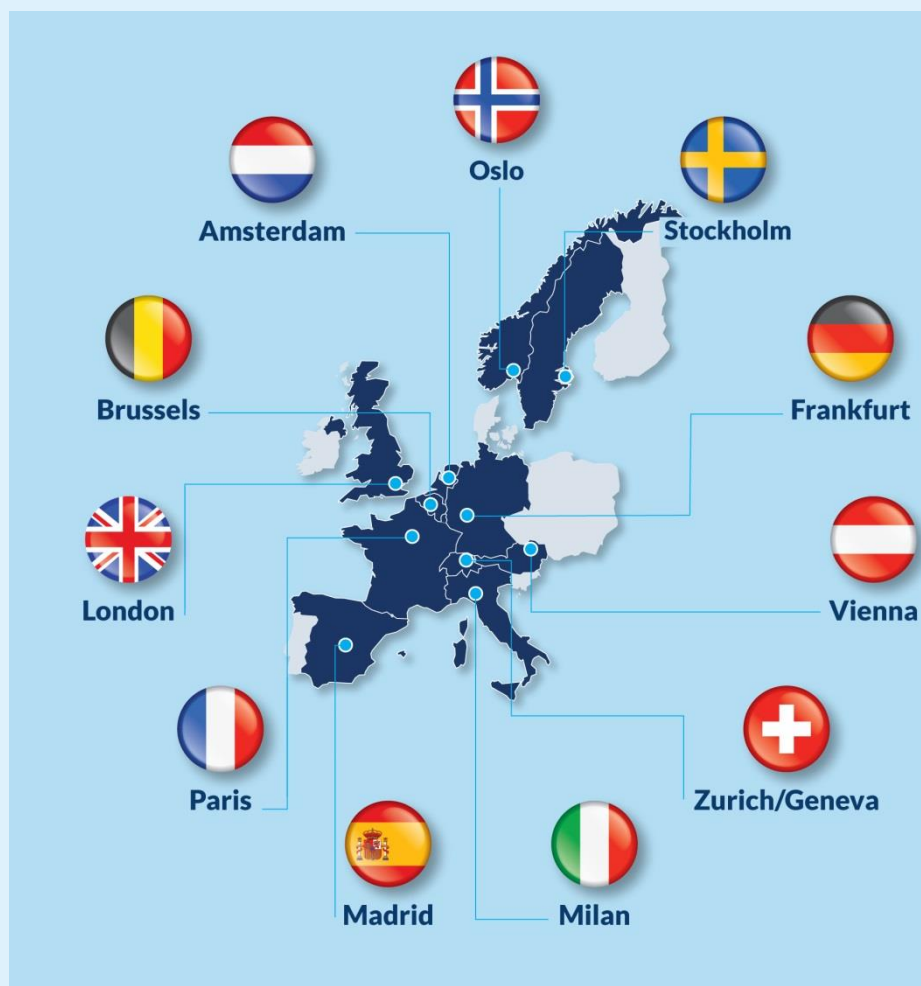 Oslo
Amsterdam
Stockholm
Brussels
Frankfurt
London
Vienna
Paris
Zurich/Geneva
Madrid
Milan